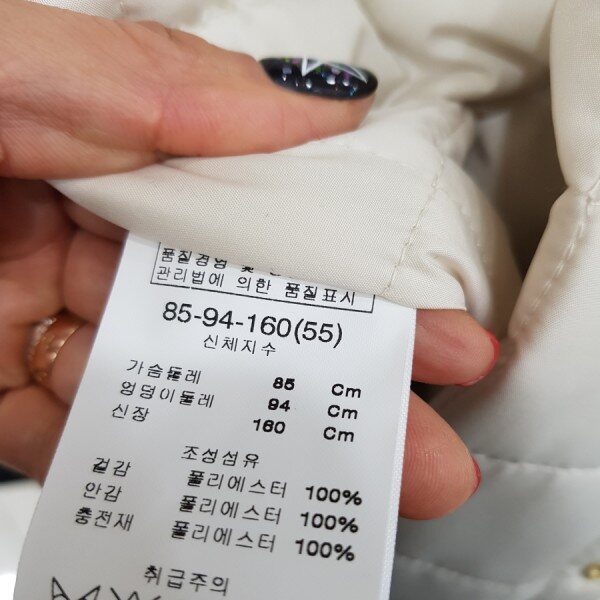 품질경영 및
관리법에 의한 품질표시
85-94-160(55)
신체지수
가슴둘레 85 Cm
엉덩이둘레 94 Cm
신장 160 Cm
조성섬유
겉감 폴리에스터 100%
안감 폴리에스터 100%
충전재 폴리에스터 100%
취급주의